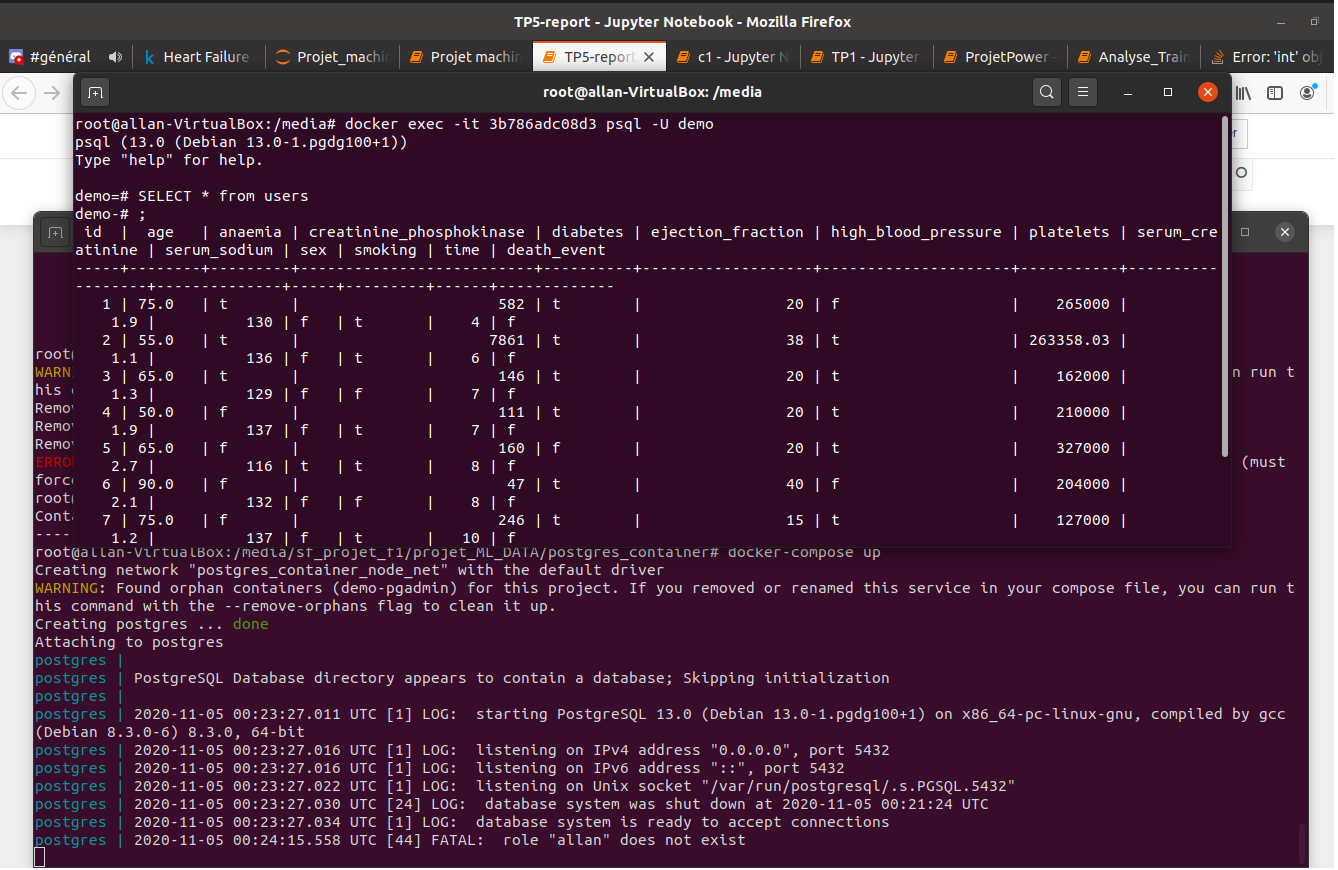 TP5-report - Jupyter Notebook - Mozilla Firefox
#général
Heart Failure
Projet_machi
Projet machin
TP5-report
c1 - Jupyter N
TP1 - Jupyter
ProjetPower -
Analyse_Train
Error: 'int' obj
root@allan-VirtualBox: /media
root@allan-VirtualBox:/media# docker exec -it 3b786adc08d3 psql -U demo
psql (13.0 (Debian 13.0-1.pgdg100+1))
Type "help" for help.
demo=# SELECT * from users
demo-# ;
id | age | anaemia | creatinine_phosphokinase | diabetes | ejection_fraction | high_blood_pressure | platelets | serum_cre
atinine | serum_sodium | sex | smoking | time | death_event
-----+--------+---------+--------------------------+----------+-------------------+---------------------+-----------+----------
--------+--------------+-----+---------+------+-------------
1 | 75.0 | t | 582 | t | 20 | f | 265000 |
1.9 | 130 | f | t | 4 | f
2 | 55.0 | t | 7861 | t | 38 | t | 263358.03 |
1.1 | 136 | f | t | 6 | f
3 | 65.0 | t | 146 | t | 20 | t | 162000 |
1.3 | 129 | f | f | 7 | f
4 | 50.0 | f | 111 | t | 20 | t | 210000 |
1.9 | 137 | f | t | 7 | f
5 | 65.0 | f | 160 | f | 20 | t | 327000 |
2.7 | 116 | t | t | 8 | f
6 | 90.0 | f | 47 | t | 40 | f | 204000 |
2.1 | 132 | f | f | 8 | f
7 | 75.0 | f | 246 | t | 15 | t | 127000 |
1.2 | 137 | f | t | 10 | f
root@
WARN
n run t
his
Remov
Remov
Remov
ERROR
(must
force
root@
Conta
----
root@allan-VirtualBox:/media/sf_projet_f1/projet_ML_DATA/postgres_container# docker-compose up
Creating network "postgres_container_node_net" with the default driver
WARNING: Found orphan containers (demo-pgadmin) for this project. If you removed or renamed this service in your compose file, you can run t
his command with the --remove-orphans flag to clean it up.
Creating postgres ... done
Attaching to postgres
postgres |
postgres | PostgreSQL Database directory appears to contain a database; Skipping initialization
postgres |
postgres | 2020-11-05 00:23:27.011 UTC [1] LOG: starting PostgreSQL 13.0 (Debian 13.0-1.pgdg100+1) on x86_64-pc-linux-gnu, compiled by gcc
(Debian 8.3.0-6) 8.3.0, 64-bit
postgres | 2020-11-05 00:23:27.016 UTC [1] LOG: listening on IPv4 address "0.0.0.0", port 5432
postgres | 2020-11-05 00:23:27.016 UTC [1] LOG: listening on IPv6 address "::", port 5432
postgres | 2020-11-05 00:23:27.022 UTC [1] LOG: listening on Unix socket "/var/run/postgresql/.s.PGSQL.5432"
postgres | 2020-11-05 00:23:27.030 UTC [24] LOG: database system was shut down at 2020-11-05 00:21:24 UTC
postgres | 2020-11-05 00:23:27.034 UTC [1] LOG: database system is ready to accept connections
postgres | 2020-11-05 00:24:15.558 UTC [44] FATAL: role "allan" does not exist